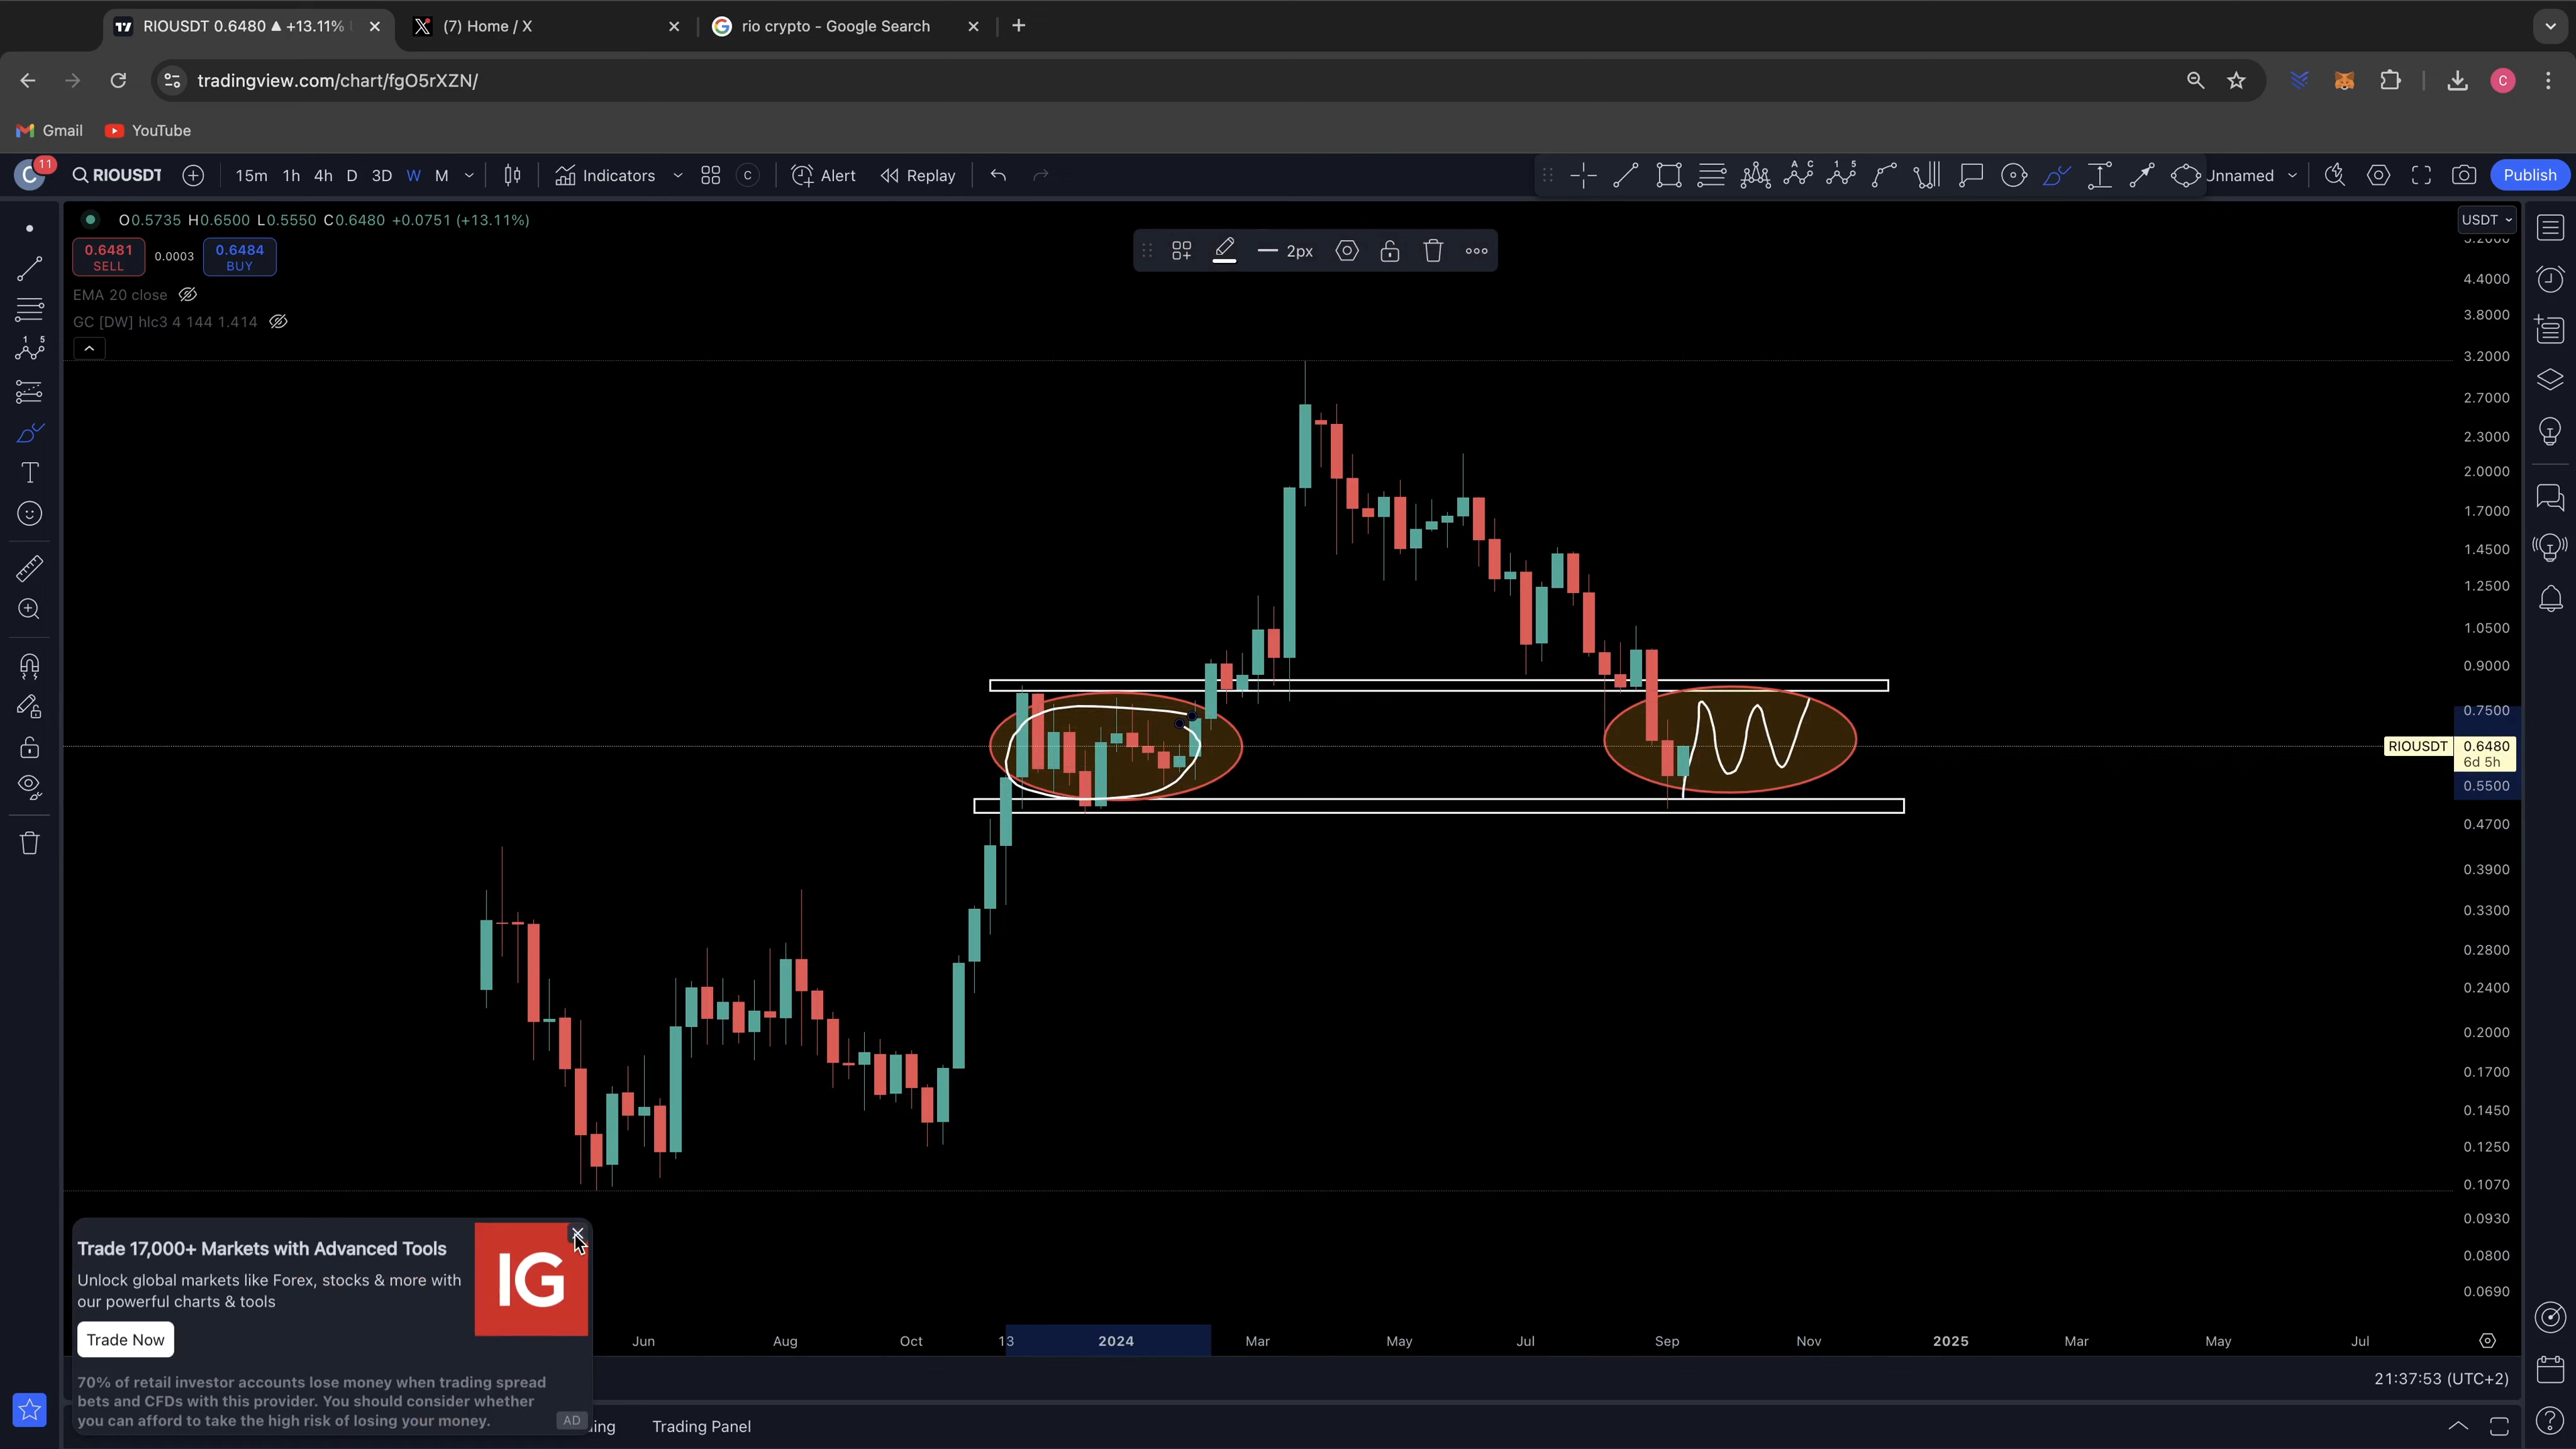 RIOUSDT 0.6480 ▲ +13.11%
(7) Home / X
rio crypto - Google Search
tradingview.com/chart/fgO5rXZN/
C
Gmail
YouTube
C
11
RIOUSDT
15m
1h
4h
D
3D
W
M
Indicators
C
Alert
Replay
A C
1 5
Unnamed
Publish
O0.5735 H0.6500 L0.5550 C0.6480 +0.0751 (+13.11%)
0.6481
SELL
0.0003
0.6484
BUY
EMA 20 close
GC [DW] hlc3 4 144 1.414
2px
1 5
T
USDT
4.4000
3.8000
3.2000
2.7000
2.3000
2.0000
1.7000
1.4500
1.2500
1.0500
0.9000
0.7500
RIOUSDT
0.6480
6d 5h
0.5500
0.4700
0.3900
0.3300
0.2800
0.2400
0.2000
0.1700
0.1450
0.1250
0.1070
0.0930
0.0800
0.0690
Jun
Aug
Oct
13
2024
Mar
May
Jul
Sep
Nov
2025
Mar
May
Jul
Trade 17,000+ Markets with Advanced Tools
Unlock global markets like Forex, stocks & more with
our powerful charts & tools
Trade Now
IG
70% of retail investor accounts lose money when trading spread
bets and CFDs with this provider. You should consider whether
you can afford to take the high risk of losing your money.
AD
21:37:53 (UTC+2)
Trading Panel